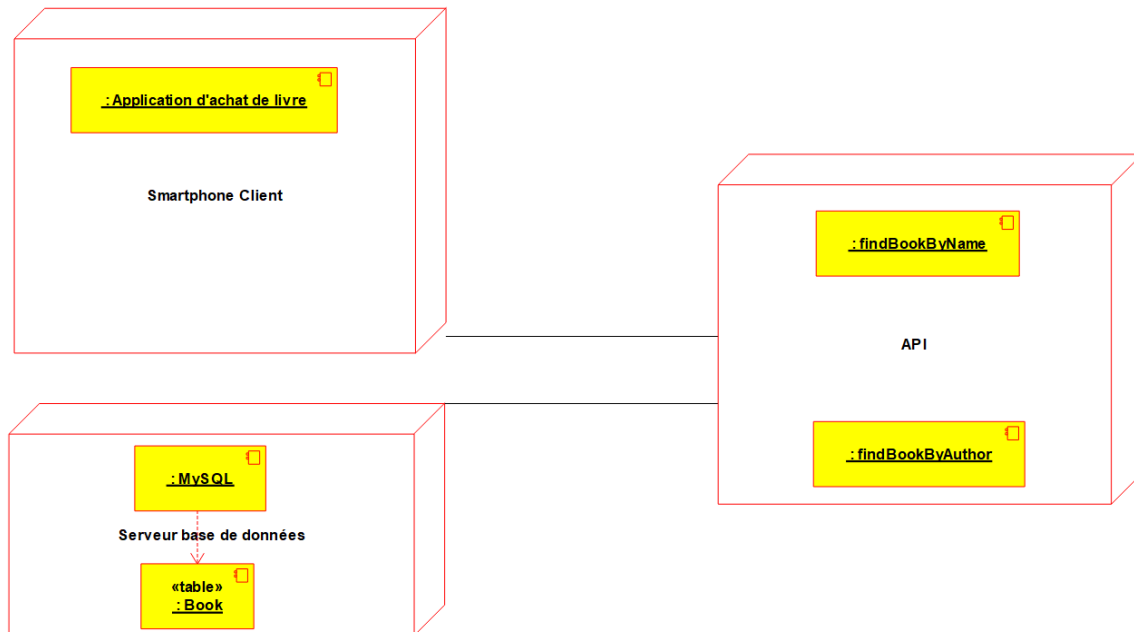 : Application d'achat de livre
Smartphone Client
: findBookByName
API
: findBookByAuthor
: MySQL
Serveur base de données
«table»
: Book